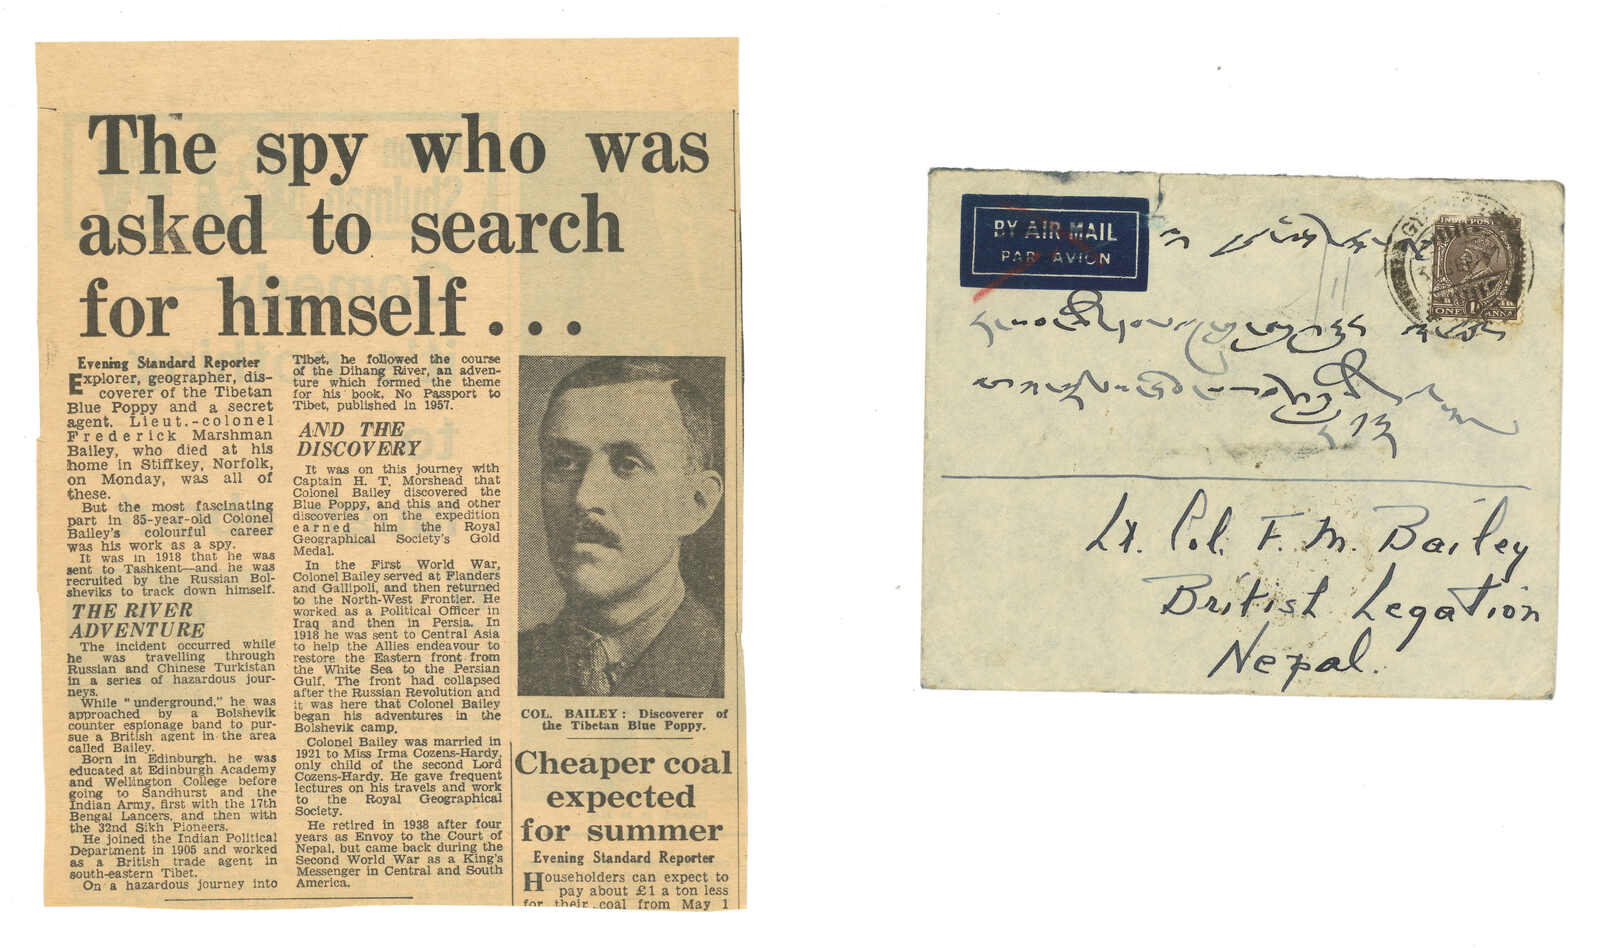 The spy who was
asked to search
for himself...
Evening Standard Reporter
Explorer, geographer, dis-
coverer of the Tibetan
Blue Poppy and a secret
agent, Lieut.-colonel
Frederick Marshman
Bailey, who died at his
home in Stiffkey, Norfolk,
on Monday, was all of
these.
But the most fascinating
part in 85-year-old Colonel
Bailey's colourful career
was his work as a spy.
It was in 1918 that he was
sent to Tashkent—and he was
recruited by the Russian Bol-
sheviks to track down himself.
THE RIVER
ADVENTURE
The incident occurred while
he was travelling through
Russian and Chinese Turkistan
in a series of hazardous jour-
neys.
While "underground," he was
approached by a Bolshevik
counter espionage band to pur-
sue a British agent in the area
called Bailey.
Born in Edinburgh, he was
educated at Edinburgh Academy
and Wellington College before
going to Sandhurst and the
Indian Army, first with the 17th
Bengal Lancers, and then with
the 32nd Sikh Pioneers.
He joined the Indian Political
Department in 1905 and worked
as a British trade agent in
south-eastern Tibet.
On a hazardous journey into
Tibet, he followed the course
of the Dihang River, an adven-
ture which formed the theme
for his book, No Passport to
Tibet, published in 1957.
AND THE
DISCOVERY
It was on this journey with
Captain H. T. Morshead that
Colonel Bailey discovered the
Blue Poppy, and this and other
discoveries on the expedition
earned him the Royal
Geographical Society's Gold
Medal.
In the First World War,
Colonel Bailey served at Flanders
and Gallipoli, and then returned
to the North-West Frontier. He
worked as a Political Officer in
Iraq and then in Persia. In
1918 he was sent to Central Asia
to help the Allies endeavour to
restore the Eastern front from
the White Sea to the Persian
Gulf. The front had collapsed
after the Russian Revolution and
it was here that Colonel Bailey
began his adventures in the
Bolshevik camp.
Colonel Bailey was married in
1921 to Miss Irma Cozens-Hardy,
only child of the second Lord
Cozens-Hardy. He gave frequent
lectures on his travels and work
to the Royal Geographical
Society.
He retired in 1938 after four
years as Envoy to the Court of
Nepal, but came back during the
Second World War as a King's
Messenger in Central and South
America.
COL. BAILEY: Discoverer of
the Tibetan Blue Poppy.
Cheaper coal
expected
for summer
Evening Standard Reporter
Householders can expect to
pay about £1 a ton less
for their coal from May 1
BY AIR MAIL
PAR AVION
INDIA POSTAGE
ONE 1 ANNA
Lt. Col. F. M. Bailey
British Legation
Nepal.